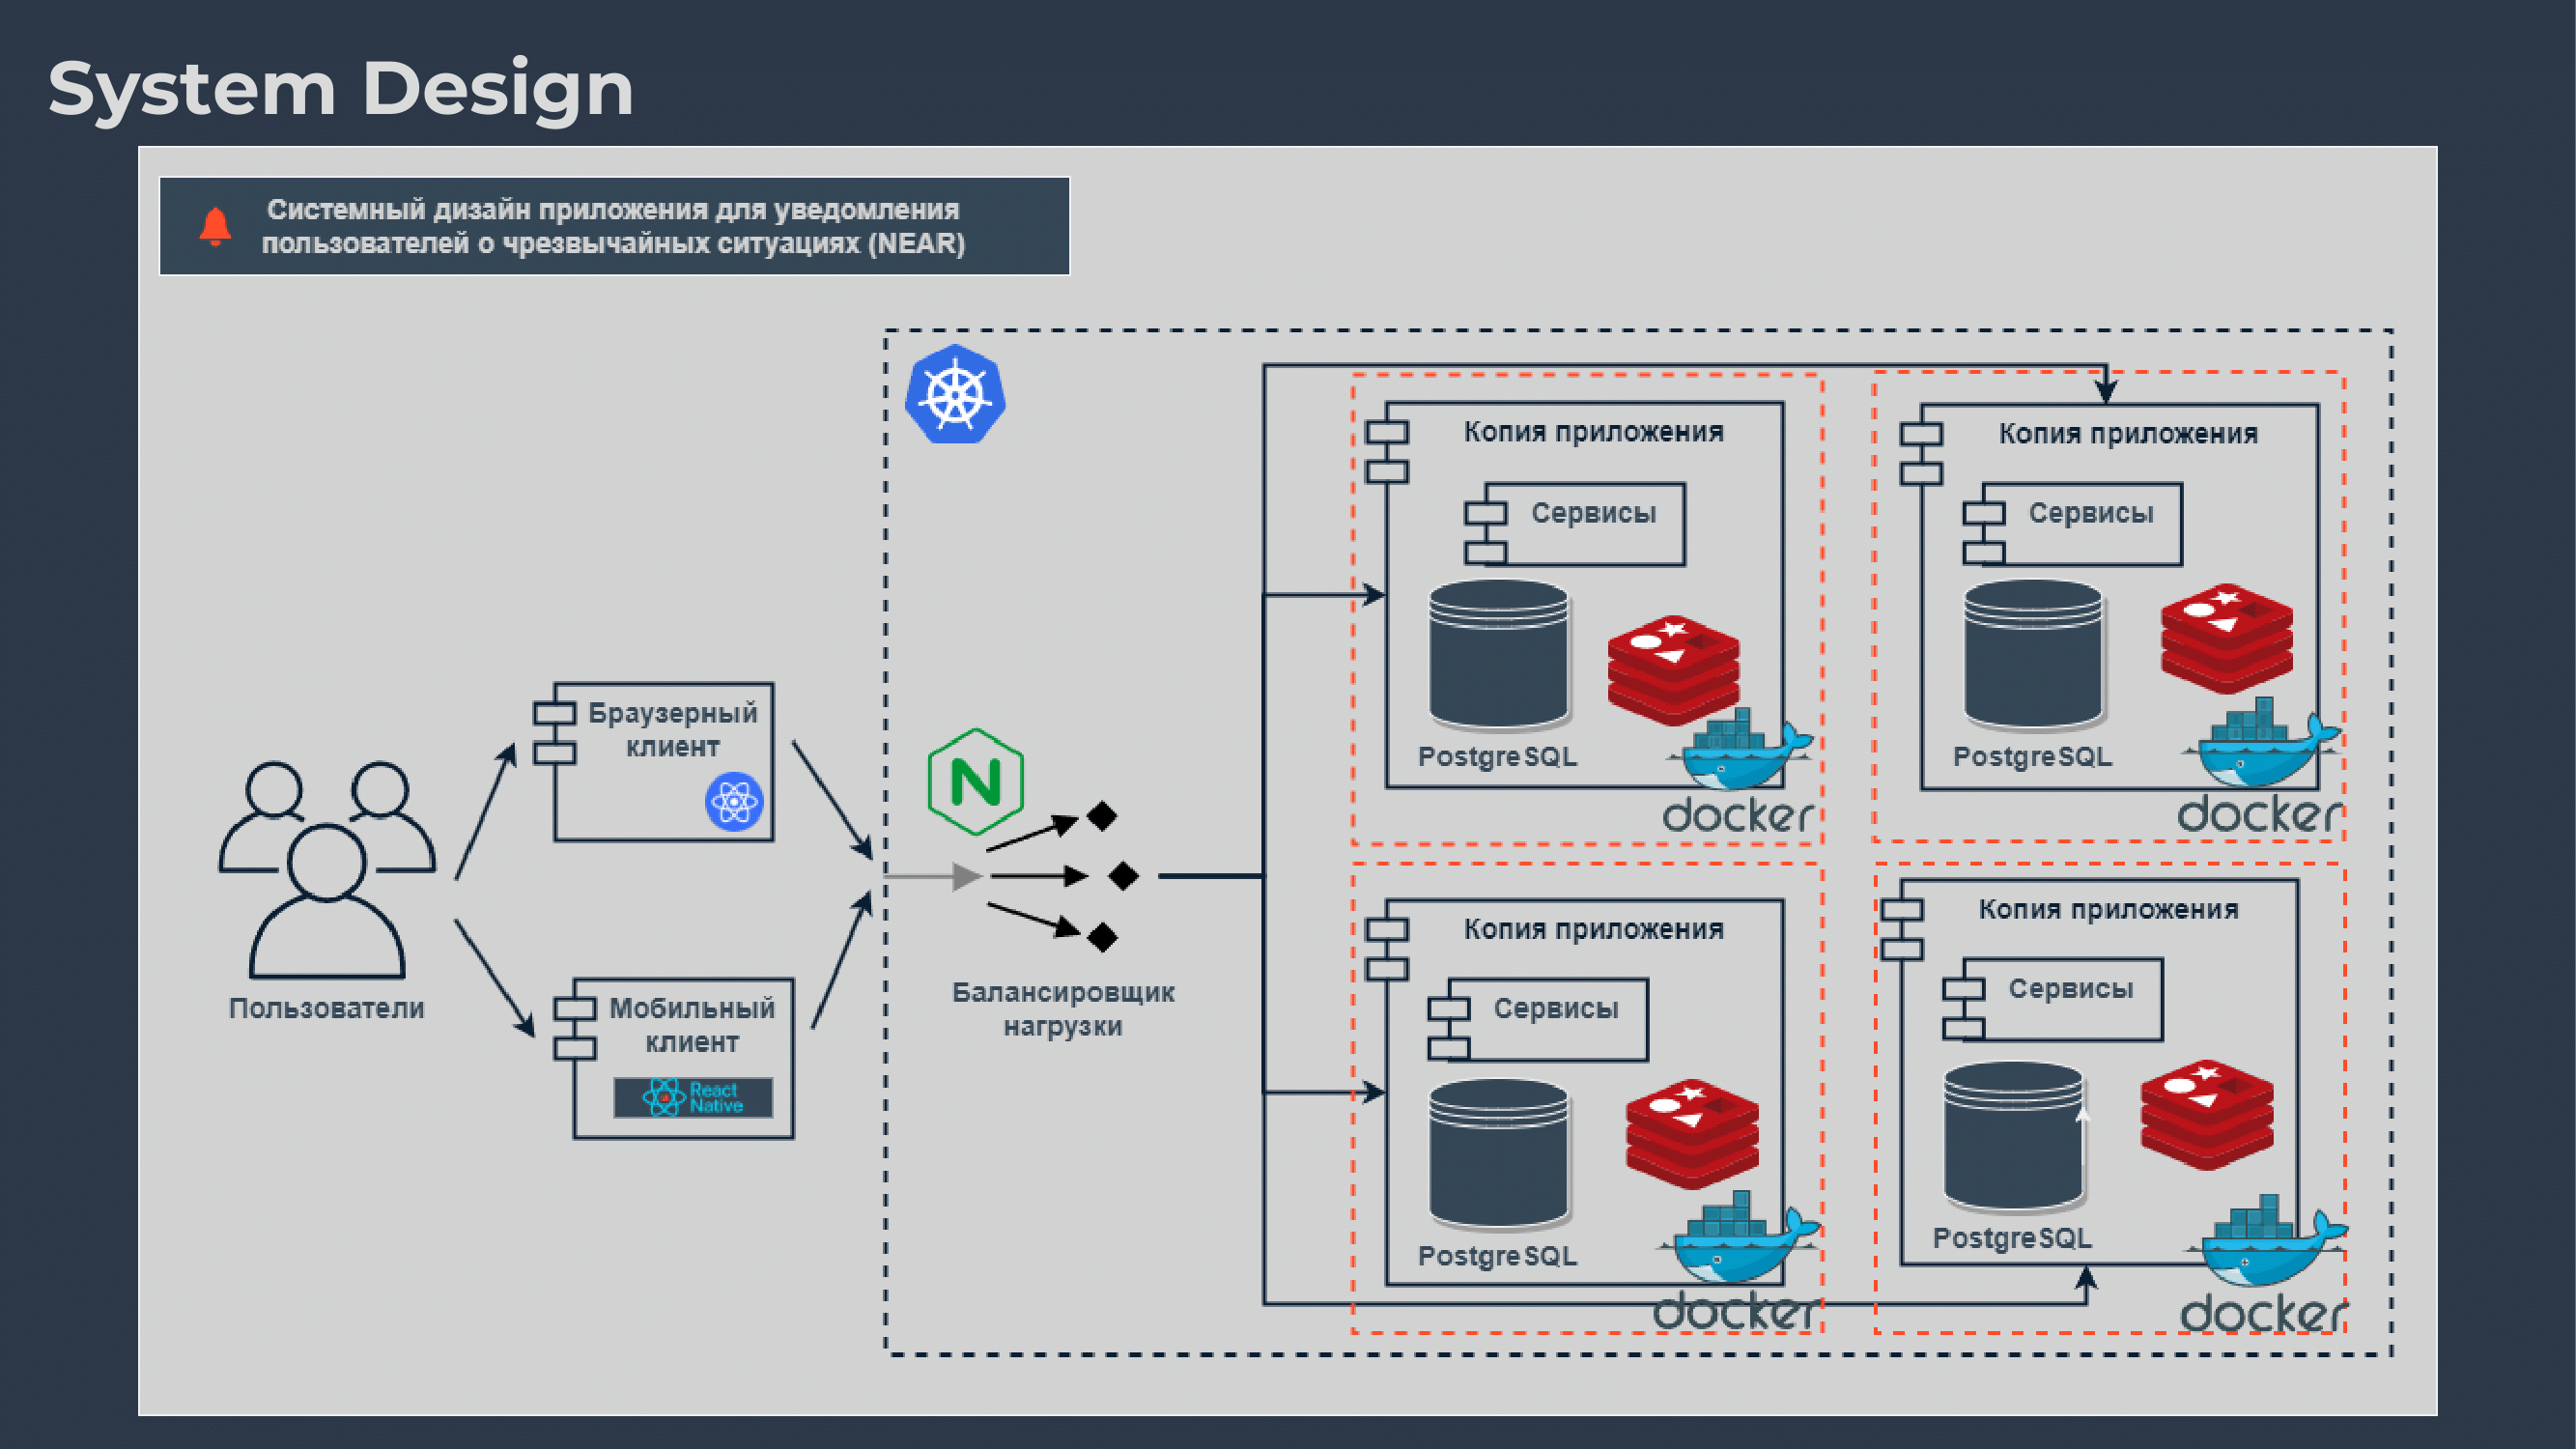 System Design
Системный дизайн приложения для уведомления
пользователей о чрезвычайных ситуациях (NEAR)
Пользователи
Браузерный
клиент
Мобильный
клиент
React
Native
N
Балансировщик
нагрузки
Копия приложения
Сервисы
PostgreSQL
docker
Копия приложения
Сервисы
PostgreSQL
docker
Копия приложения
Сервисы
PostgreSQL
docker
Копия приложения
Сервисы
PostgreSQL
docker